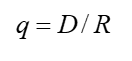 q = D/R